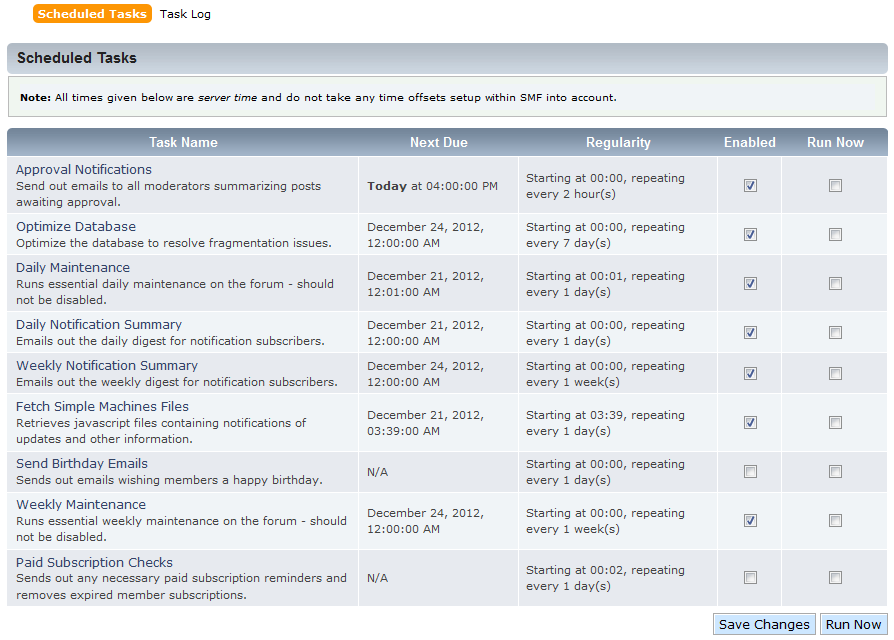 Scheduled Tasks Task Log
Scheduled Tasks
Note: All times given below are server time and do not take any time offsets setup within SMF into account.
Task Name Next Due Regularity Enabled Run Now
Approval Notifications
Send out emails to all moderators summarizing posts
awaiting approval.
Today at 04:00:00 PM
Starting at 00:00, repeating
every 2 hour(s)
Optimize Database
Optimize the database to resolve fragmentation issues.
December 24, 2012,
12:00:00 AM
Starting at 00:00, repeating
every 7 day(s)
Daily Maintenance
Runs essential daily maintenance on the forum - should
not be disabled.
December 21, 2012,
12:01:00 AM
Starting at 00:01, repeating
every 1 day(s)
Daily Notification Summary
Emails out the daily digest for notification subscribers.
December 21, 2012,
12:00:00 AM
Starting at 00:00, repeating
every 1 day(s)
Weekly Notification Summary
Emails out the weekly digest for notification subscribers.
December 24, 2012,
12:00:00 AM
Starting at 00:00, repeating
every 1 week(s)
Fetch Simple Machines Files
Retrieves javascript files containing notifications of
updates and other information.
December 21, 2012,
03:39:00 AM
Starting at 03:39, repeating
every 1 day(s)
Send Birthday Emails
Sends out emails wishing members a happy birthday.
N/A
Starting at 00:00, repeating
every 1 day(s)
Weekly Maintenance
Runs essential weekly maintenance on the forum - should
not be disabled.
December 24, 2012,
12:00:00 AM
Starting at 00:00, repeating
every 1 week(s)
Paid Subscription Checks
Sends out any necessary paid subscription reminders and
removes expired member subscriptions.
N/A
Starting at 00:02, repeating
every 1 day(s)
Save Changes Run Now